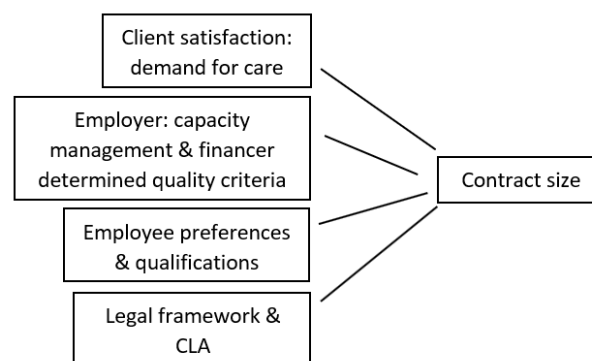 Client satisfaction:
demand for care
Employer: capacity
management & financer
determined quality criteria
Contract size
Employee preferences
& qualifications
Legal framework &
CLA